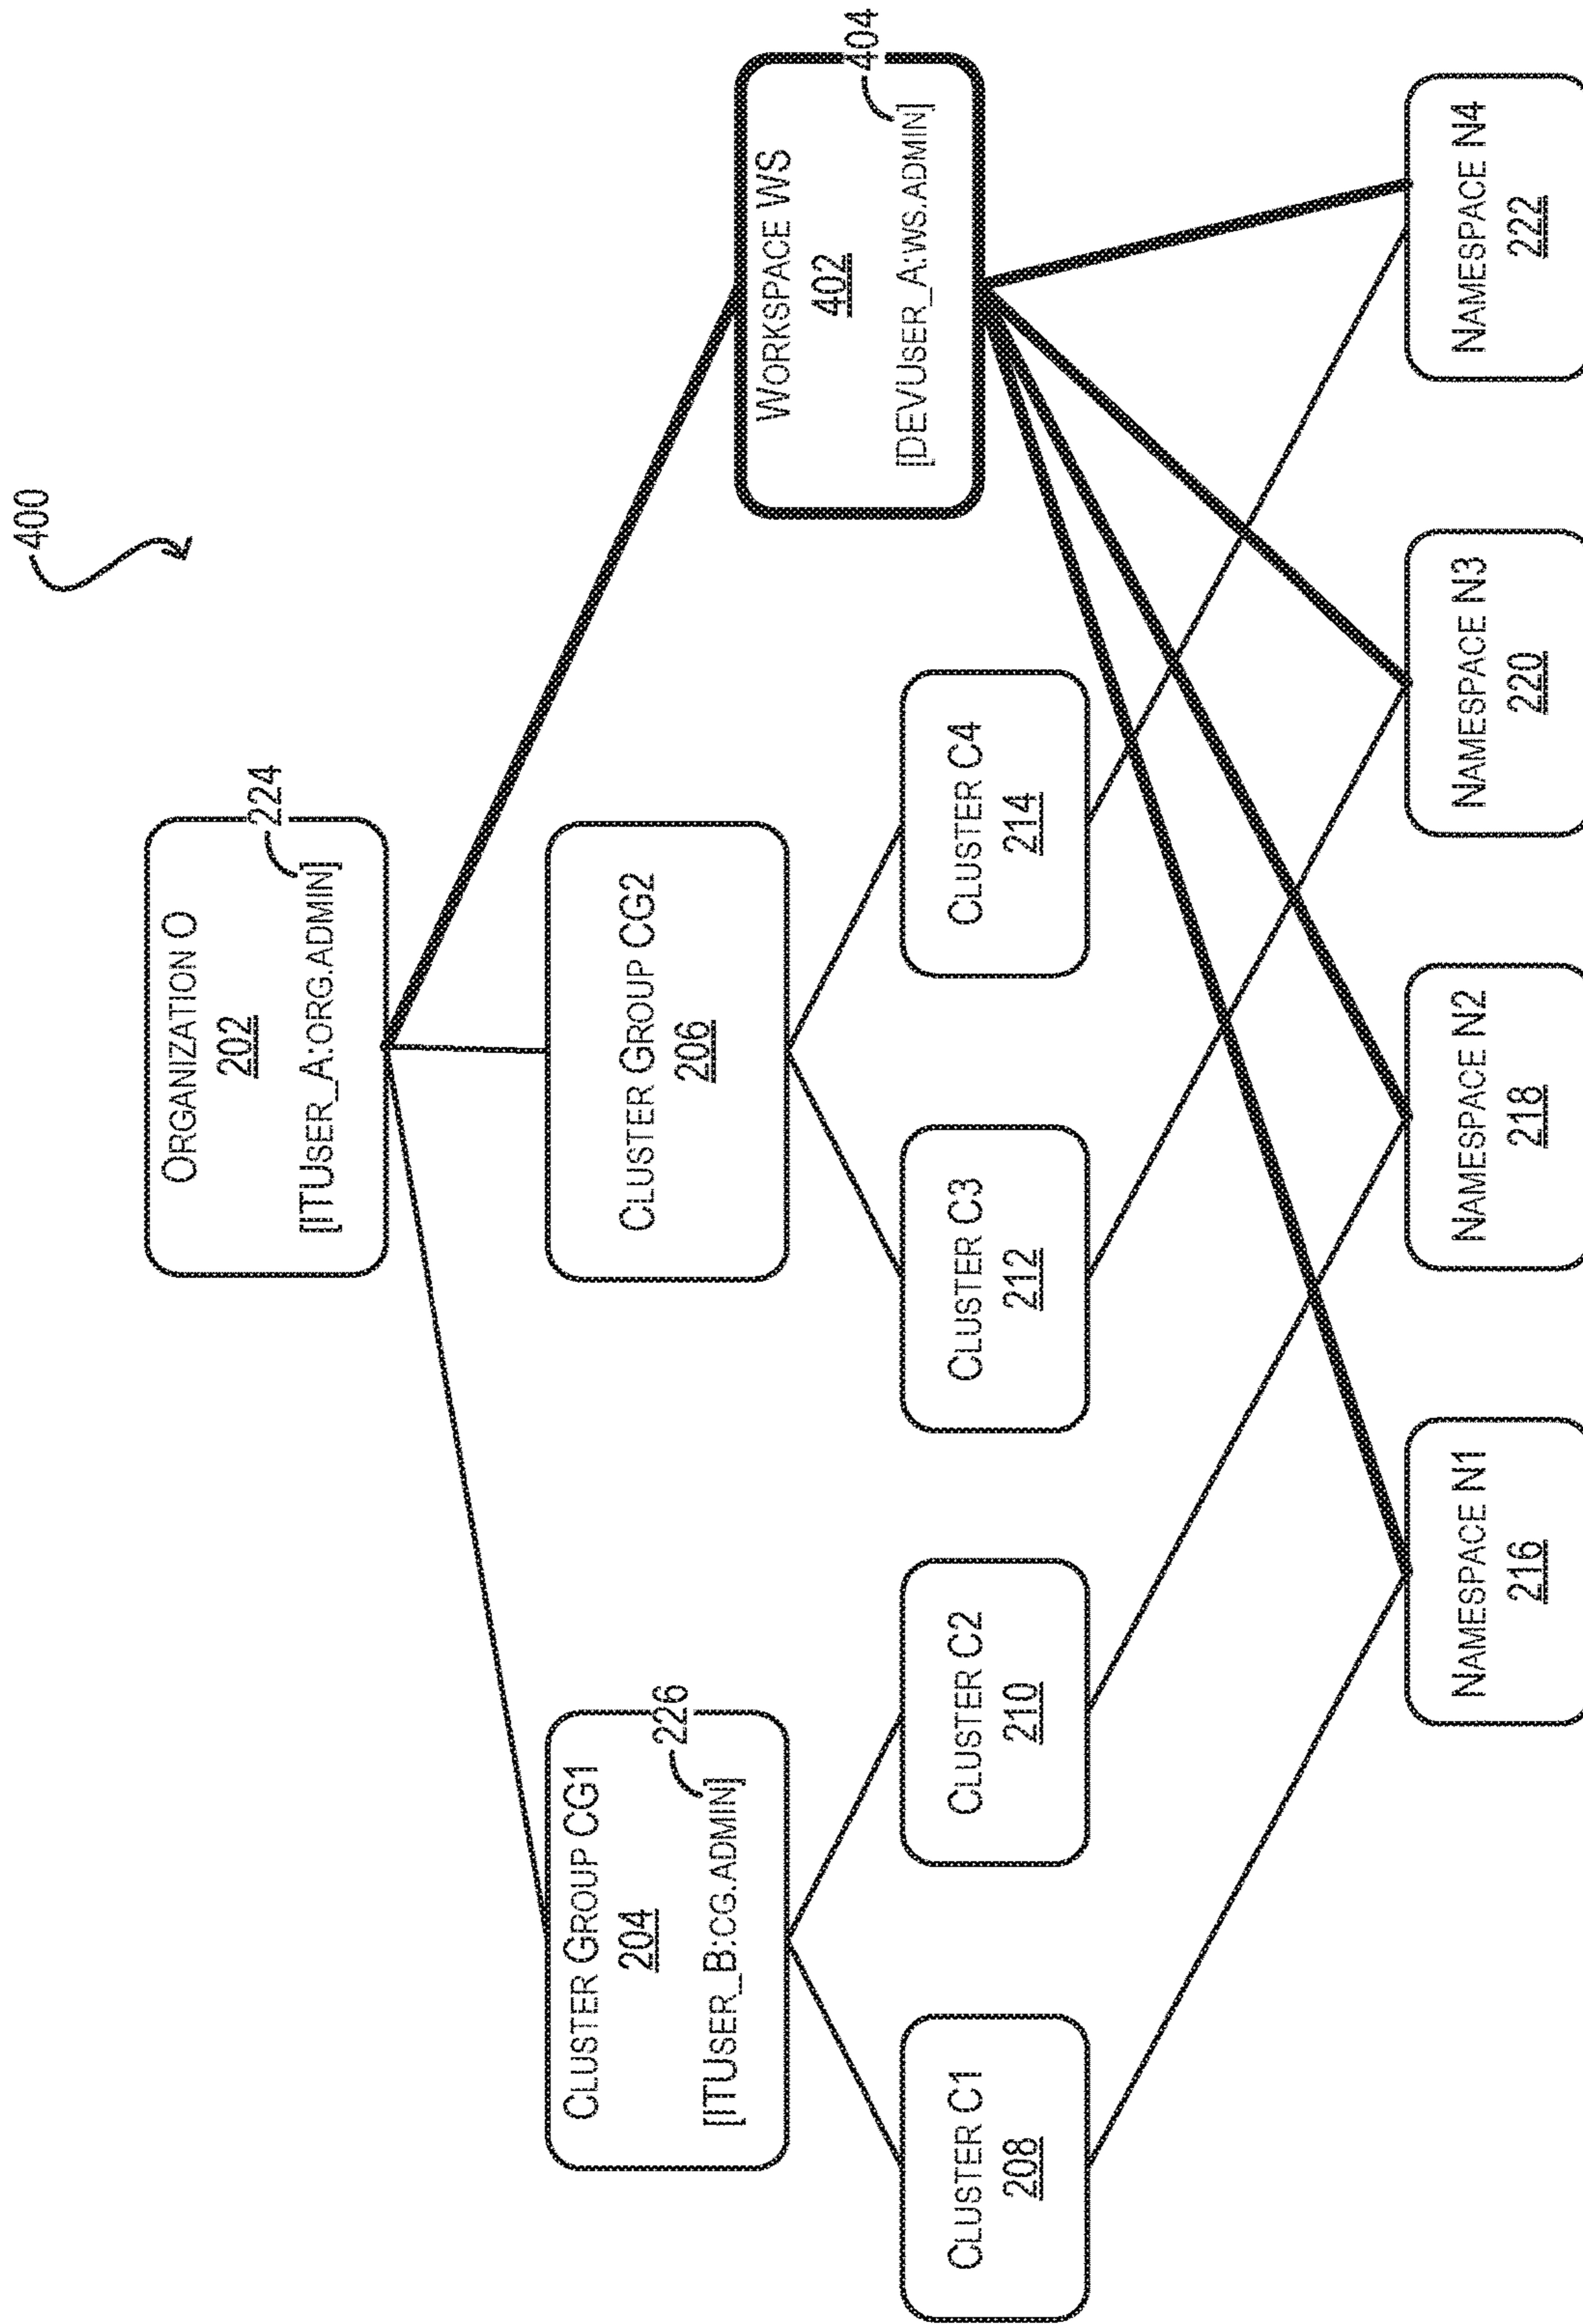 400
ORGANIZATION O
202
[ITUSER_A:ORG.ADMIN]
224
CLUSTER GROUP CG1
204
[ITUSER_B:CG.ADMIN]
226
CLUSTER GROUP CG2
206
WORKSPACE WS
402
[DEVUSER_A:WS.ADMIN]
404
CLUSTER C1
208
CLUSTER C2
210
CLUSTER C3
212
CLUSTER C4
214
NAMESPACE N1
216
NAMESPACE N2
218
NAMESPACE N3
220
NAMESPACE N4
222